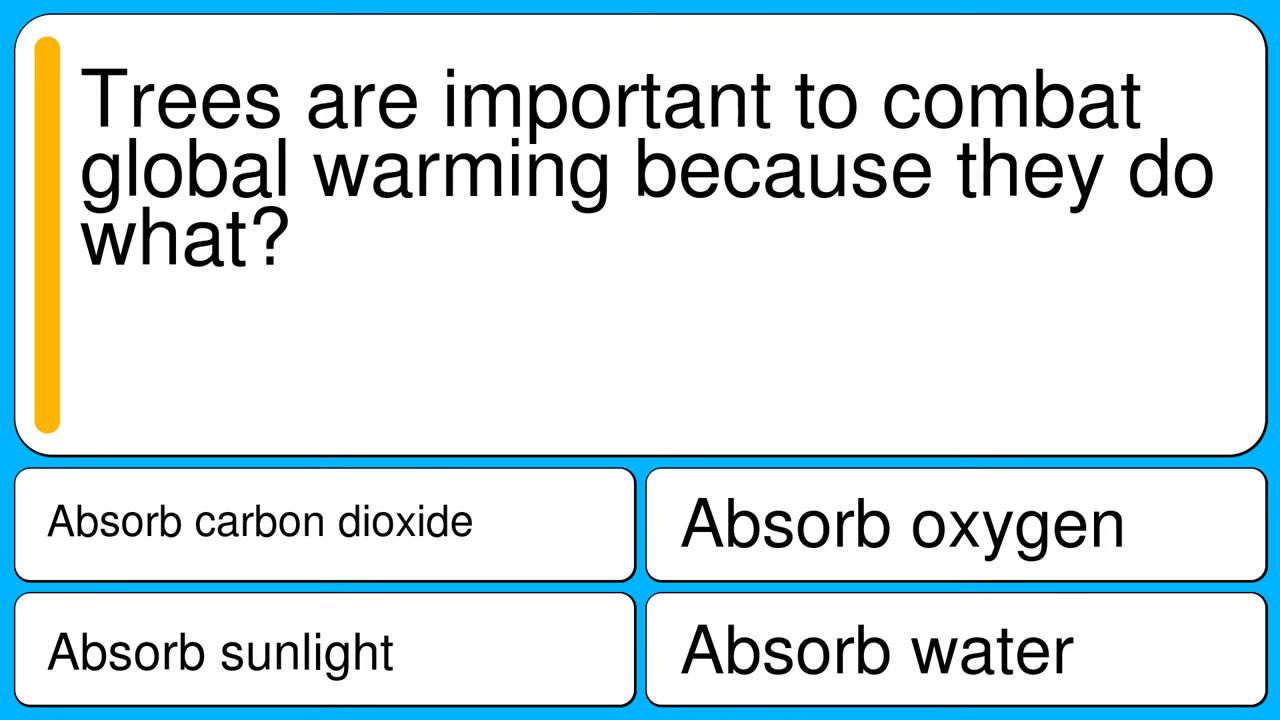 Trees are important to combat
global warming because they do
what?
Absorb carbon dioxide
Absorb oxygen
Absorb sunlight
Absorb water